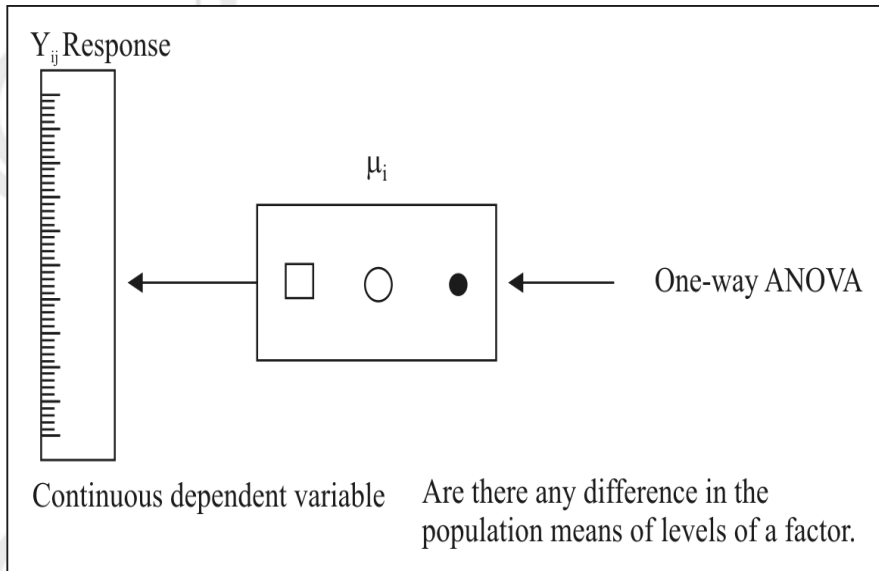 Y_ij Response
μ_i
One-way ANOVA
Continuous dependent variable
Are there any difference in the
population means of levels of a factor.